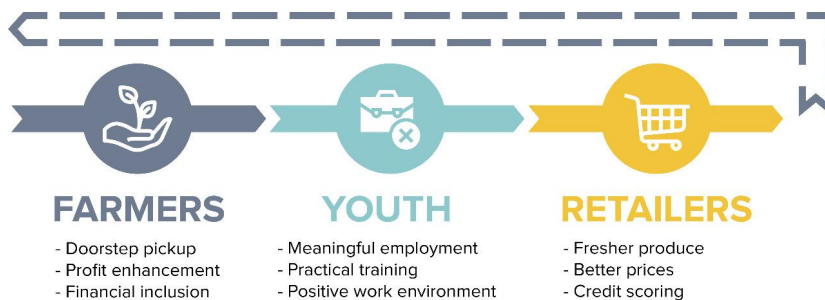 FARMERS
- Doorstep pickup
- Profit enhancement
- Financial inclusion
YOUTH
- Meaningful employment
- Practical training
- Positive work environment
RETAILERS
- Fresher produce
- Better prices
- Credit scoring